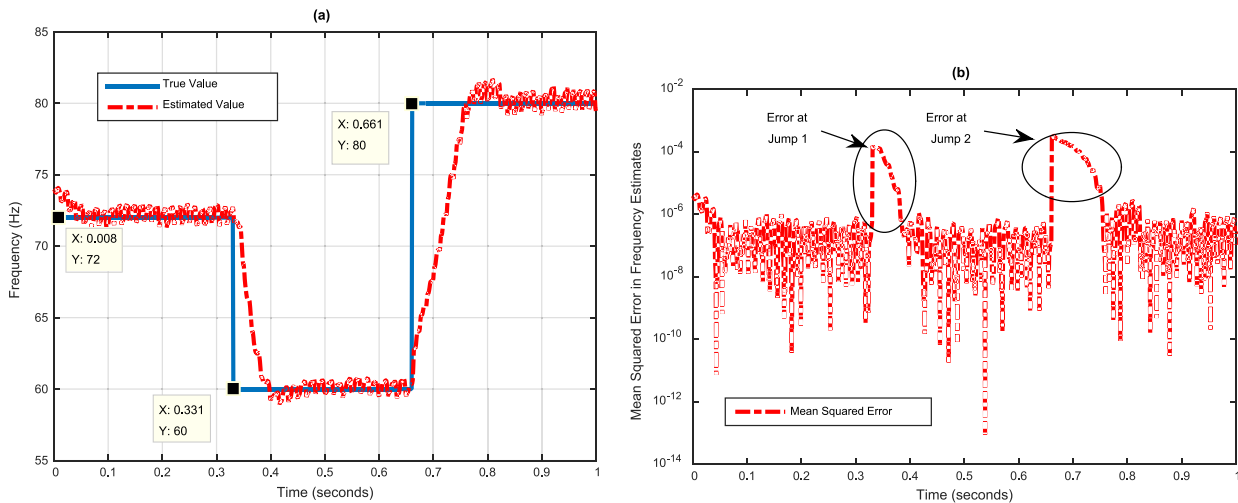 (a)
85
80
75
70
65
60
55
Frequency (Hz)
True Value
Estimated Value
X: 0.661
Y: 80
X: 0.008
Y: 72
X: 0.331
Y: 60
0 0.1 0.2 0.3 0.4 0.5 0.6 0.7 0.8 0.9 1
Time (seconds)
(b)
10⁻²
10⁻⁴
10⁻⁶
10⁻⁸
10⁻¹⁰
10⁻¹²
10⁻¹⁴
Mean Squared Error in Frequency Estimates
Error at
Jump 1
Error at
Jump 2
Mean Squared Error
0 0.1 0.2 0.3 0.4 0.5 0.6 0.7 0.8 0.9 1
Time (seconds)